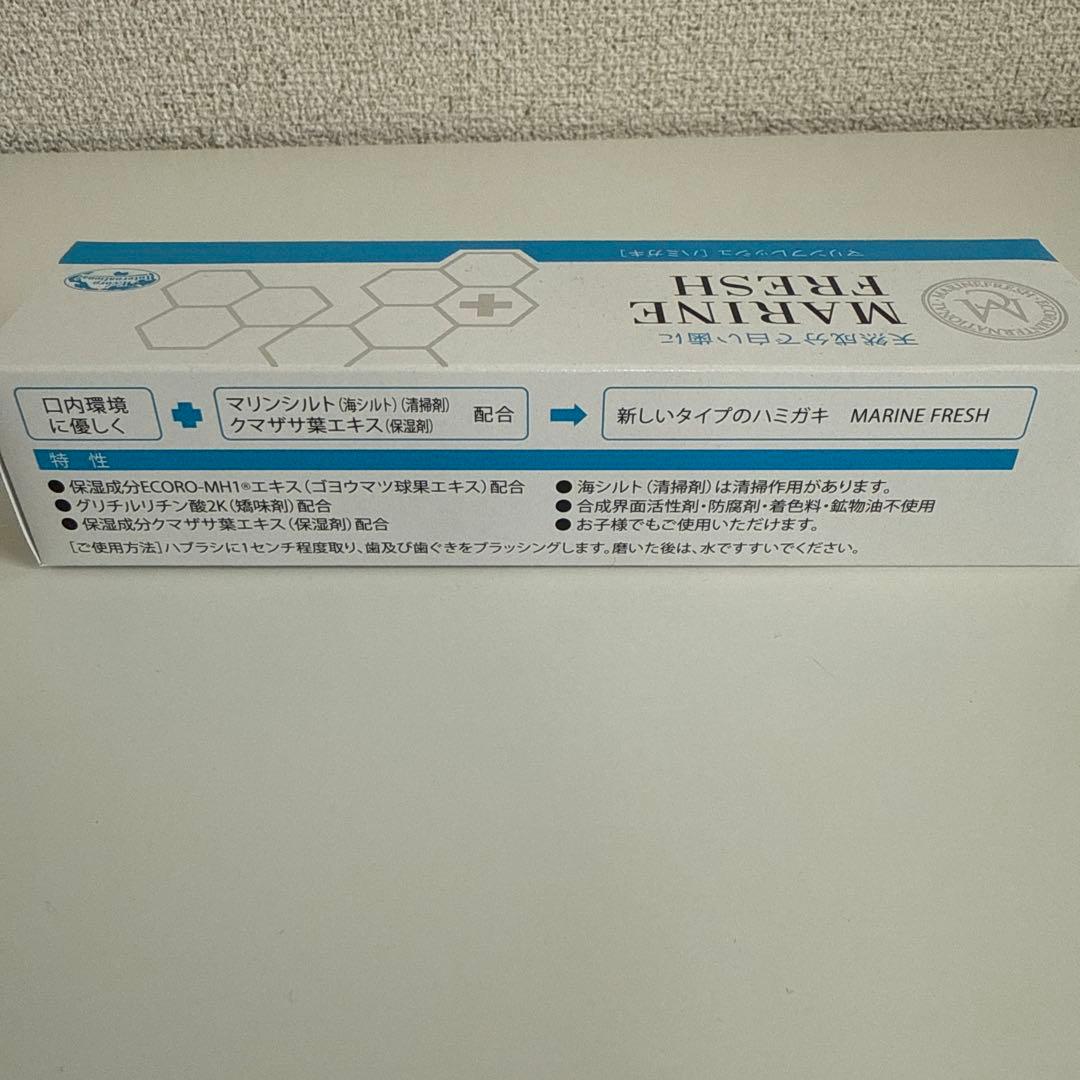 マリンフレッシュ [ハミガキ]
MARINE
FRESH
天然成分で白い歯に
MARINEFRESH
Ecoro
International
口内環境
に優しく
マリンシルト(海シルト)(清掃剤)
クマザサ葉エキス(保湿剤)
配合
新しいタイプのハミガキ MARINE FRESH
特 性
●保湿成分ECORO-MH1®エキス(ゴヨウマツ球果エキス)配合
●グリチルリチン酸2K(矯味剤)配合
●保湿成分クマザサ葉エキス(保湿剤)配合
●海シルト(清掃剤)は清掃作用があります。
●合成界面活性剤・防腐剤・着色料・鉱物油不使用
●お子様でもご使用いただけます。
[ご使用方法]ハブラシに1センチ程度取り、歯及び歯ぐきをブラッシングします。磨いた後は、水ですすいでください。